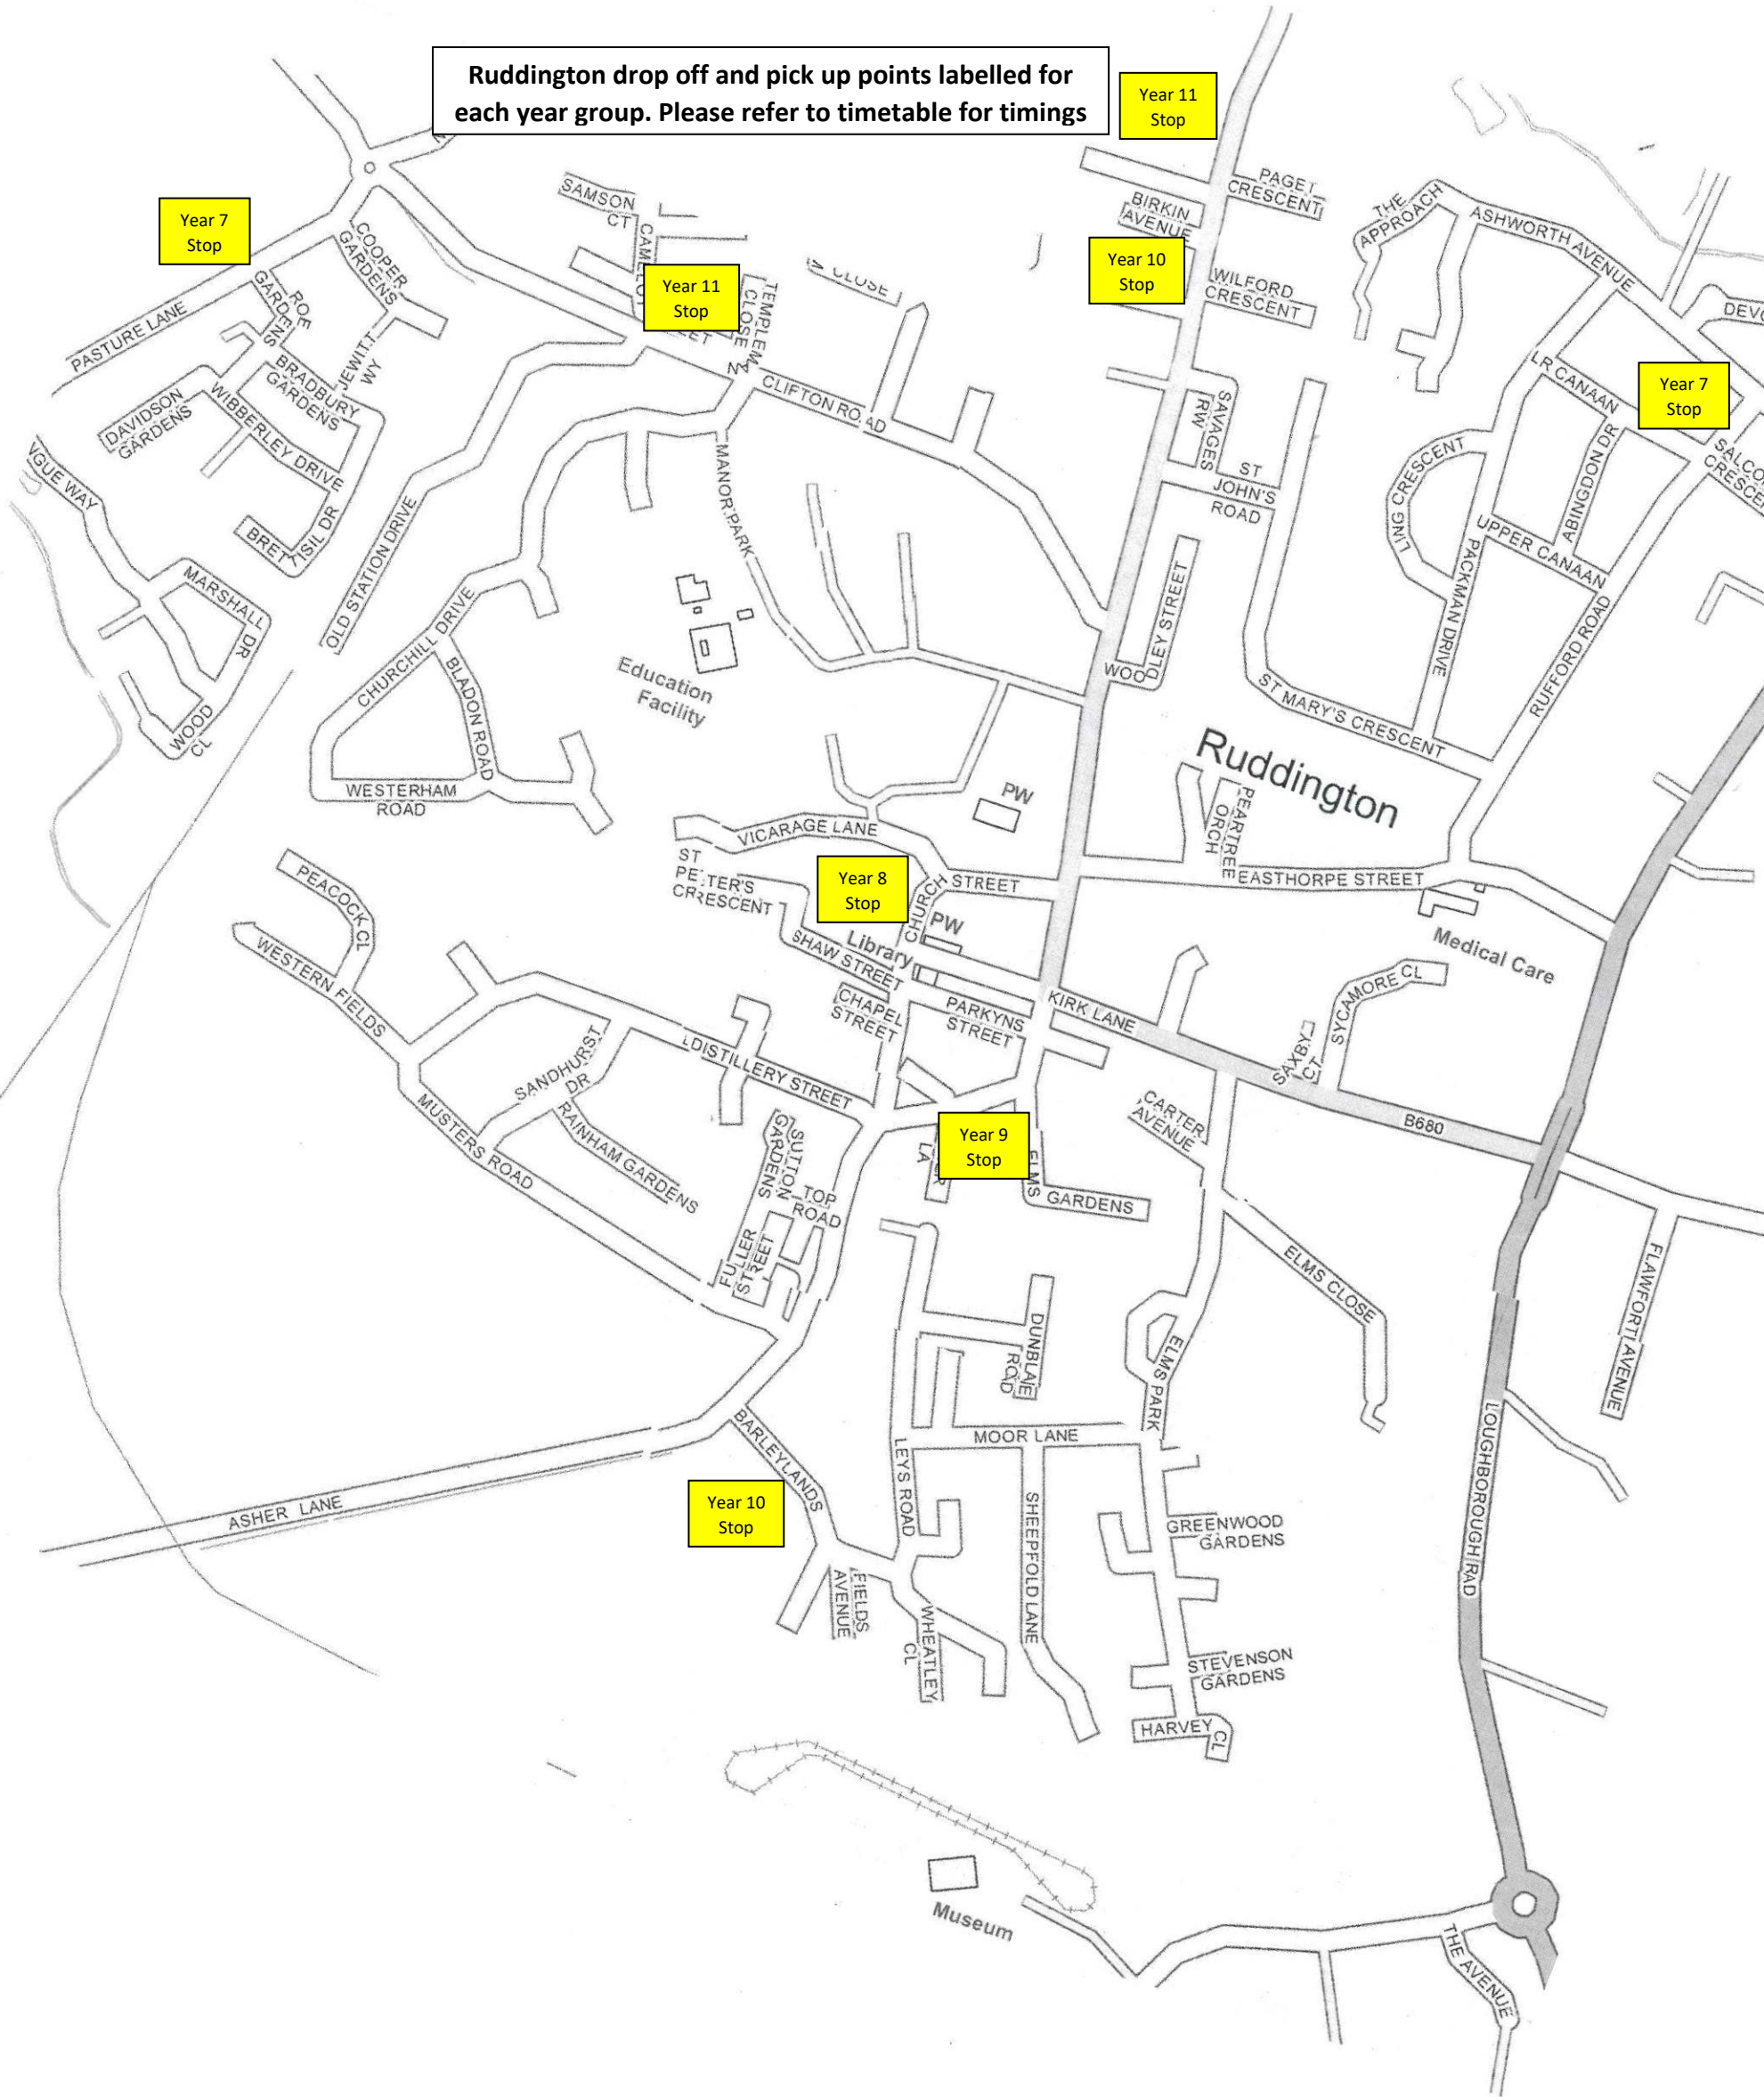 Ruddington drop off and pick up points labelled for
each year group. Please refer to timetable for timings
Year 11
Stop
PAGET
CRESCENT
BIRKIN
AVENUE
THE
APPROACH
ASHWORTH AVENUE
SAMSON
CT
Year 7
Stop
COOPER
GARDENS
Year 11
Stop
TEMPLEM
CLOSE
CLOSE
Year 10
Stop
WILFORD
CRESCENT
ROE
GARDENS
PASTURE LANE
JEWITT
WY
BRADBURY
GARDENS
DAVIDSON
GARDENS
WIBBERLEY DRIVE
CLIFTON ROAD
LR CANAAN
Year 7
Stop
SAVAGES
RW
ST
JOHN'S
ROAD
LING CRESCENT
ABINGDON DR
UPPER CANAAN
MANOR PARK
BRETTISIL DR
OLD STATION DRIVE
MARSHALL
DR
WOOD
CL
CHURCHILL DRIVE
BLADON ROAD
WESTERHAM
ROAD
Education
Facility
WOODLEY STREET
PACKMAN DRIVE
RUFFORD ROAD
ST MARY'S CRESCENT
Ruddington
PW
PEARTREE
ORCH
VICARAGE LANE
ST
PETER'S
CRESCENT
Year 8
Stop
CHURCH STREET
EASTHORPE STREET
PEACOCK CL
PW
Library
SHAW STREET
Medical Care
WESTERN FIELDS
CHAPEL
STREET
PARKYNS
STREET
KIRK LANE
SYCAMORE CL
SAXBY
CT
SANDHURST
DR
DISTILLERY STREET
MUSTERS ROAD
RAINHAM GARDENS
SUTTON
GARDENS
TOP
ROAD
Year 9
Stop
LA
ELMS
GARDENS
CARTER
AVENUE
B680
FULLER
STREET
ELMS CLOSE
FLAWFORT AVENUE
DUNBLANE
ROAD
ELMS PARK
BARLEYLANDS
MOOR LANE
LEYS ROAD
LOUGHBOROUGH RAD
Year 10
Stop
ASHER LANE
SHEEPFOLD LANE
GREENWOOD
GARDENS
FIELDS
AVENUE
WHEATLEY
CL
STEVENSON
GARDENS
HARVEY
CL
Museum
THE AVENUE